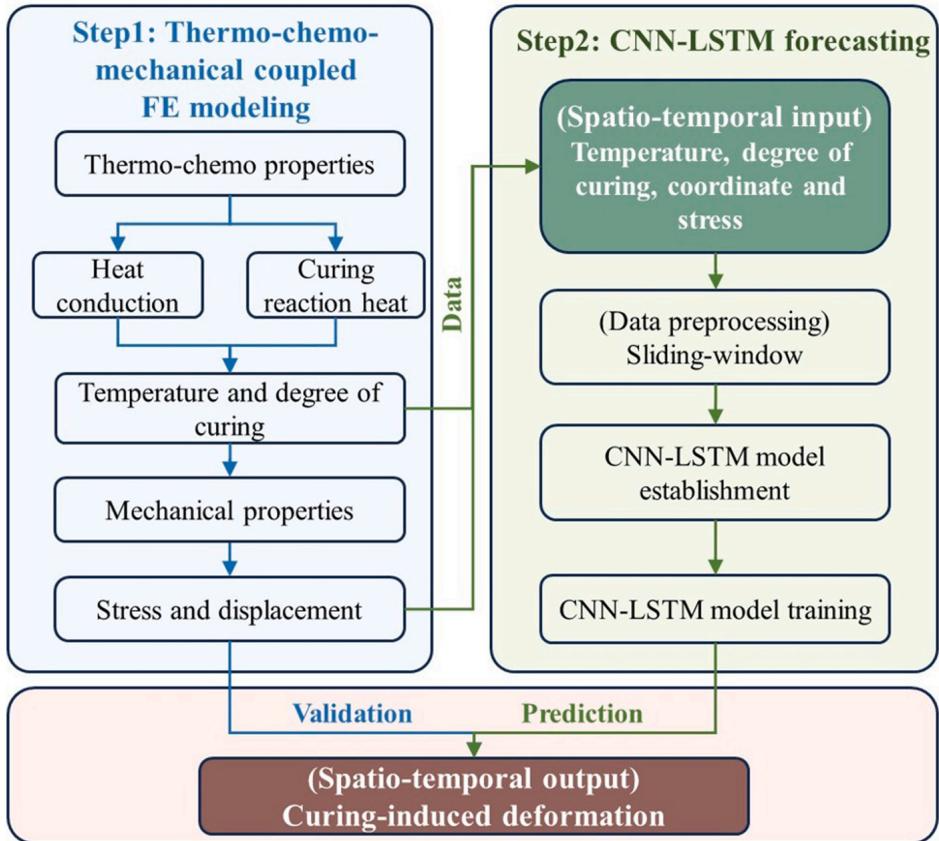 Step1: Thermo-chemo-
mechanical coupled
FE modeling
Thermo-chemo properties
Heat
conduction
Curing
reaction heat
Temperature and degree of
curing
Mechanical properties
Stress and displacement
Data
Step2: CNN-LSTM forecasting
(Spatio-temporal input)
Temperature, degree of
curing, coordinate and
stress
(Data preprocessing)
Sliding-window
CNN-LSTM model
establishment
CNN-LSTM model training
Validation
Prediction
(Spatio-temporal output)
Curing-induced deformation